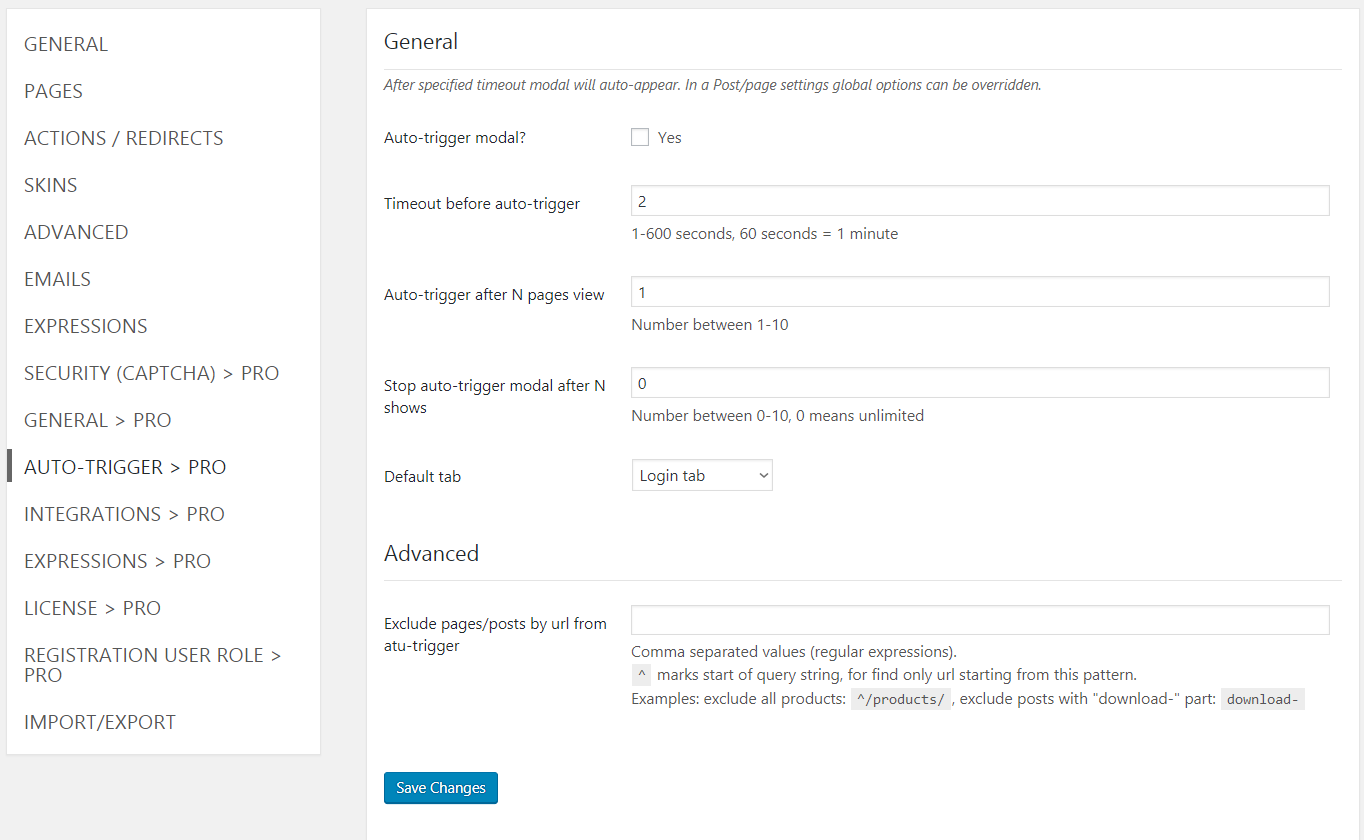 GENERAL
PAGES
ACTIONS / REDIRECTS
SKINS
ADVANCED
EMAILS
EXPRESSIONS
SECURITY (CAPTCHA) > PRO
GENERAL > PRO
AUTO-TRIGGER > PRO
INTEGRATIONS > PRO
EXPRESSIONS > PRO
LICENSE > PRO
REGISTRATION USER ROLE >
PRO
IMPORT/EXPORT
General
After specified timeout modal will auto-appear. In a Post/page settings global options can be overridden.
Auto-trigger modal?
Yes
Timeout before auto-trigger
2
1-600 seconds, 60 seconds = 1 minute
Auto-trigger after N pages view
1
Number between 1-10
Stop auto-trigger modal after N
shows
0
Number between 0-10, 0 means unlimited
Default tab
Login tab
Advanced
Exclude pages/posts by url from
atu-trigger
Comma separated values (regular expressions).
^ marks start of query string, for find only url starting from this pattern.
Examples: exclude all products: ^/products/ , exclude posts with "download-" part: download-
Save Changes